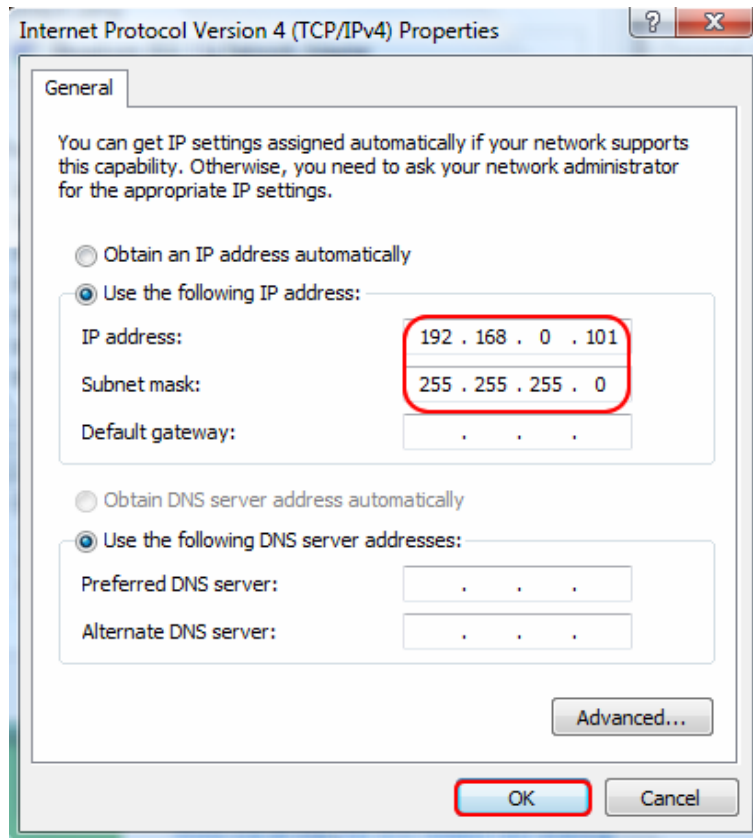 Internet Protocol Version 4 (TCP/IPv4) Properties
?
X
General
You can get IP settings assigned automatically if your network supports
this capability. Otherwise, you need to ask your network administrator
for the appropriate IP settings.
Obtain an IP address automatically
Use the following IP address:
IP address: 192 . 168 . 0 . 101
Subnet mask: 255 . 255 . 255 . 0
Default gateway: . . .
Obtain DNS server address automatically
Use the following DNS server addresses:
Preferred DNS server: . . .
Alternate DNS server: . . .
Advanced...
OK Cancel